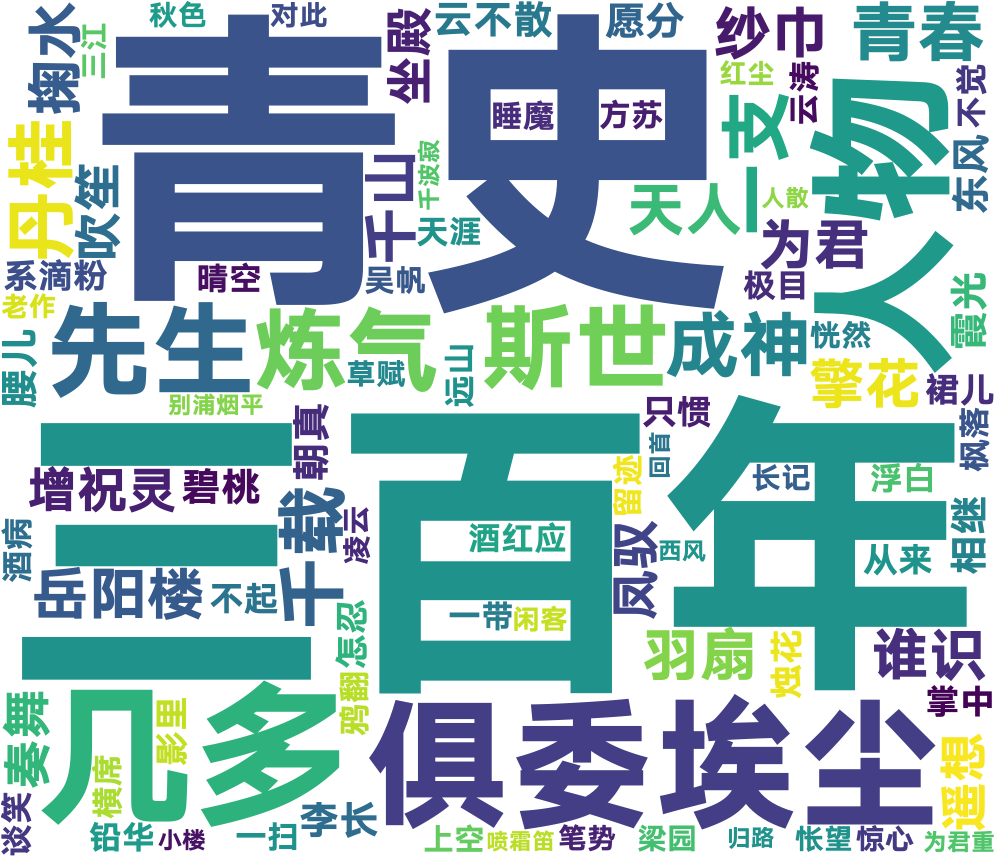 秋色
对此
云不散
愿分
纱巾
青春
掬水
三江
青史
坐殿
红尘
云涛
不觉
睡魔
方苏
一支
人物
丹桂
吹笙
千山
千波寂
天人
人散
东风
天涯
为君
系滴粉
晴空
吴帆
极目
霞光
老作
先生
炼气
斯世
成神
恍然
腰儿
草赋
远山
擎花
裙儿
别浦烟平
朝真
只惯
回首
枫落
三百年
增祝灵
碧桃
长记
浮白
留迹
千载
凌云
酒病
酒红应
凤驭
西风
从来
相继
岳阳楼
不起
一带
闲客
怎忍
羽扇
烛花
谁识
鸦翻
掌中
奏舞
几多
影里
俱委埃尘
遥想
横席
谈笑
铅华
小楼
一扫
李长
上空
喷霜笛
笔势
梁园
归路
怅望
惊心
为君重